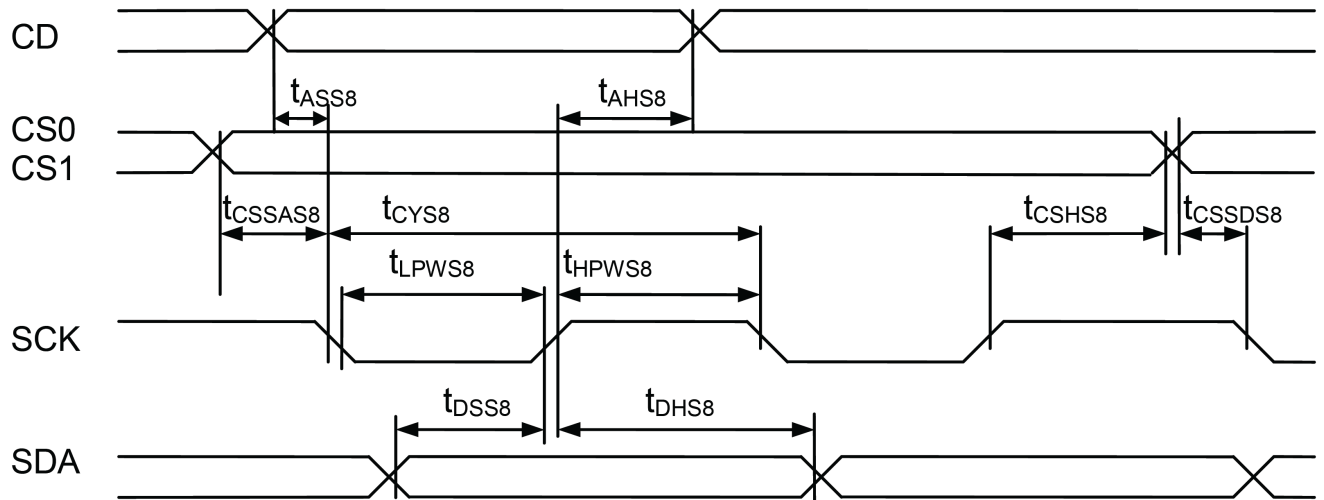 CD
tASS8
tAHS8
CS0
CS1
tCSSAS8
tCYS8
tCSHS8
tCSSDS8
tLPWS8
tHPWS8
SCK
tDSS8
tDHS8
SDA